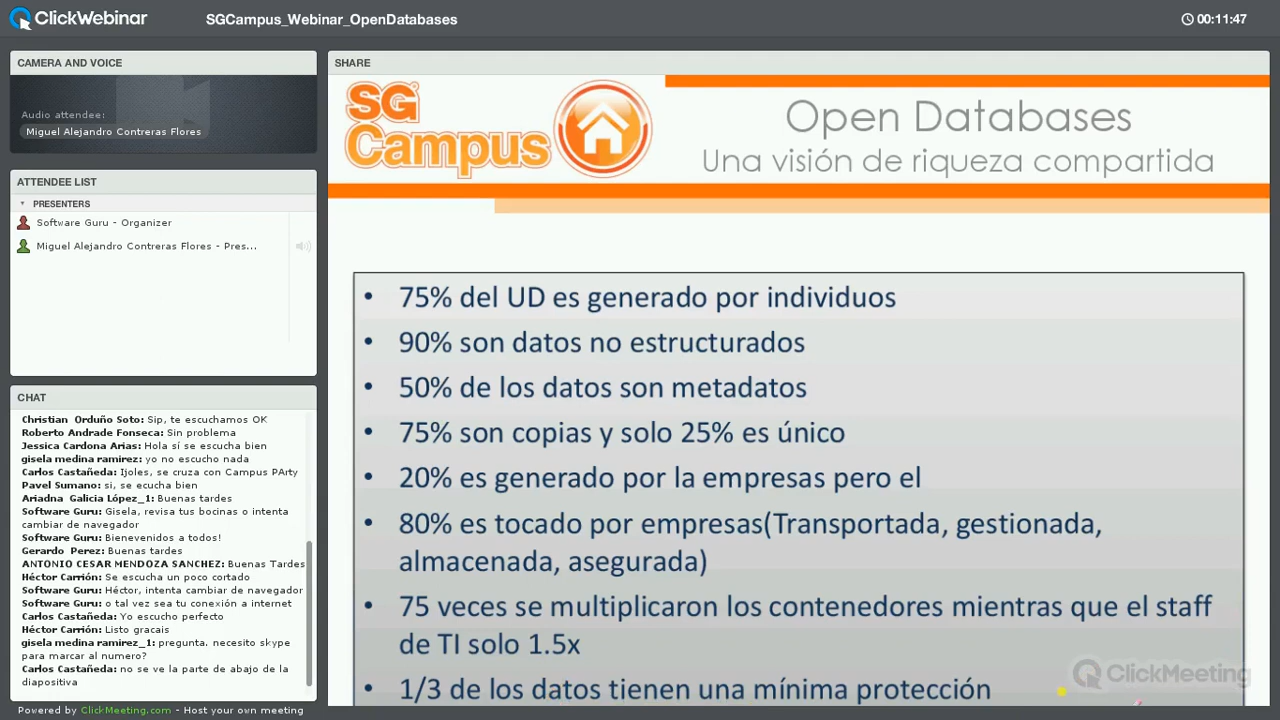 ClickWebinar
SGCampus_Webinar_OpenDatabases
00:11:47
CAMERA AND VOICE
Audio attendee:
Miguel Alejandro Contreras Flores
ATTENDEE LIST
PRESENTERS
Software Guru - Organizer
Miguel Alejandro Contreras Flores - Pres...
CHAT
Christian Orduño Soto: Sip, te escuchamos OK
Roberto Andrade Fonseca: Sin problema
Jessica Cardona Arias: Hola sí se escucha bien
gisela medina ramirez: yo no escucho nada
Carlos Castañeda: Ijoles, se cruza con Campus PArty
Pavel Sumano: si, se ecucha bien
Ariadna Galicia López_1: Buenas tardes
Software Guru: Gisela, revisa tus bocinas o intenta
cambiar de navegador
Software Guru: Bienevenidos a todos!
Gerardo Perez: Buenas tardes
ANTONIO CESAR MENDOZA SANCHEZ: Buenas Tardes
Héctor Carrión: Se escucha un poco cortado
Software Guru: Héctor, intenta cambiar de navegador
Software Guru: o tal vez sea tu conexión a internet
Carlos Castañeda: Yo escucho perfecto
Héctor Carrión: Listo gracais
gisela medina ramirez_1: pregunta, necesito skype
para marcar al numero?
Carlos Castañeda: no se ve la parte de abajo de la
diapositiva
Powered by ClickMeeting.com - Host your own meeting
SHARE
SG
Campus
Open Databases
Una visión de riqueza compartida
• 75% del UD es generado por individuos
• 90% son datos no estructurados
• 50% de los datos son metadatos
• 75% son copias y solo 25% es único
• 20% es generado por la empresas pero el
• 80% es tocado por empresas(Transportada, gestionada,
almacenada, asegurada)
• 75 veces se multiplicaron los contenedores mientras que el staff
de TI solo 1.5x
• 1/3 de los datos tienen una mínima protección
ClickMeeting